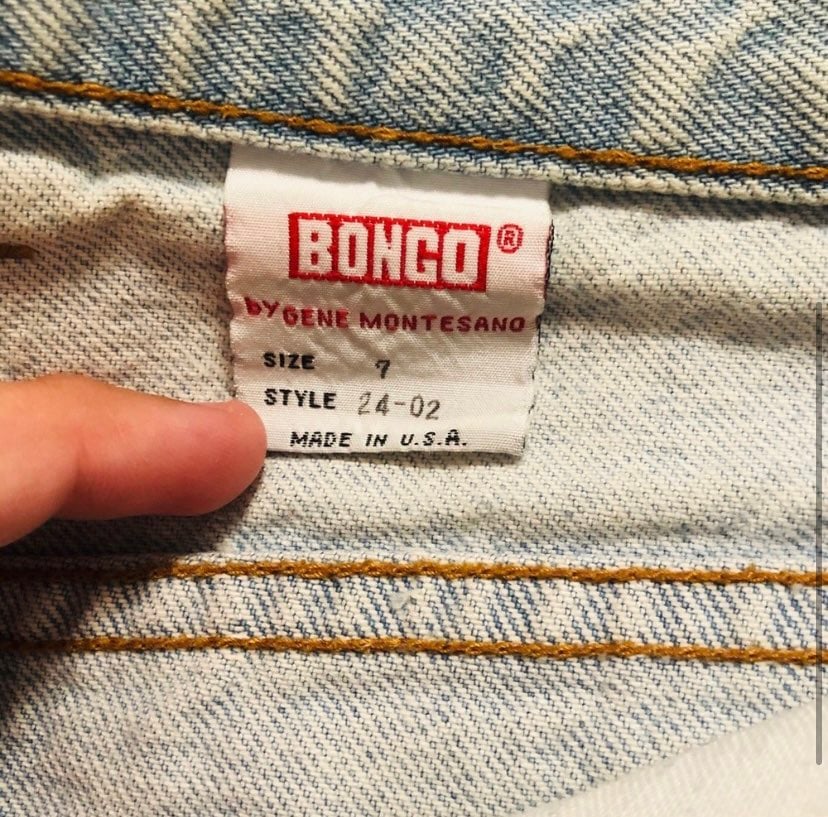 BONGO®
by GENE MONTESANO
SIZE 7
STYLE 24-02
MADE IN U.S.A.